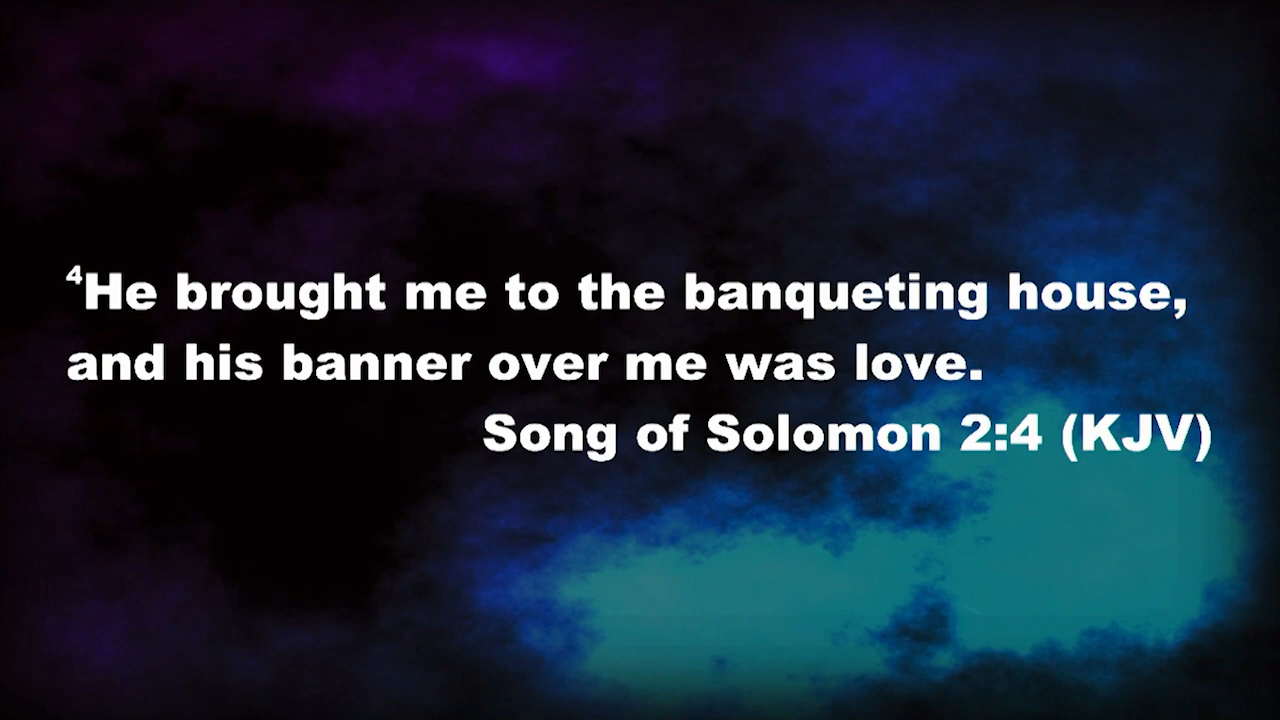 ⁴He brought me to the banqueting house,
and his banner over me was love.
Song of Solomon 2:4 (KJV)